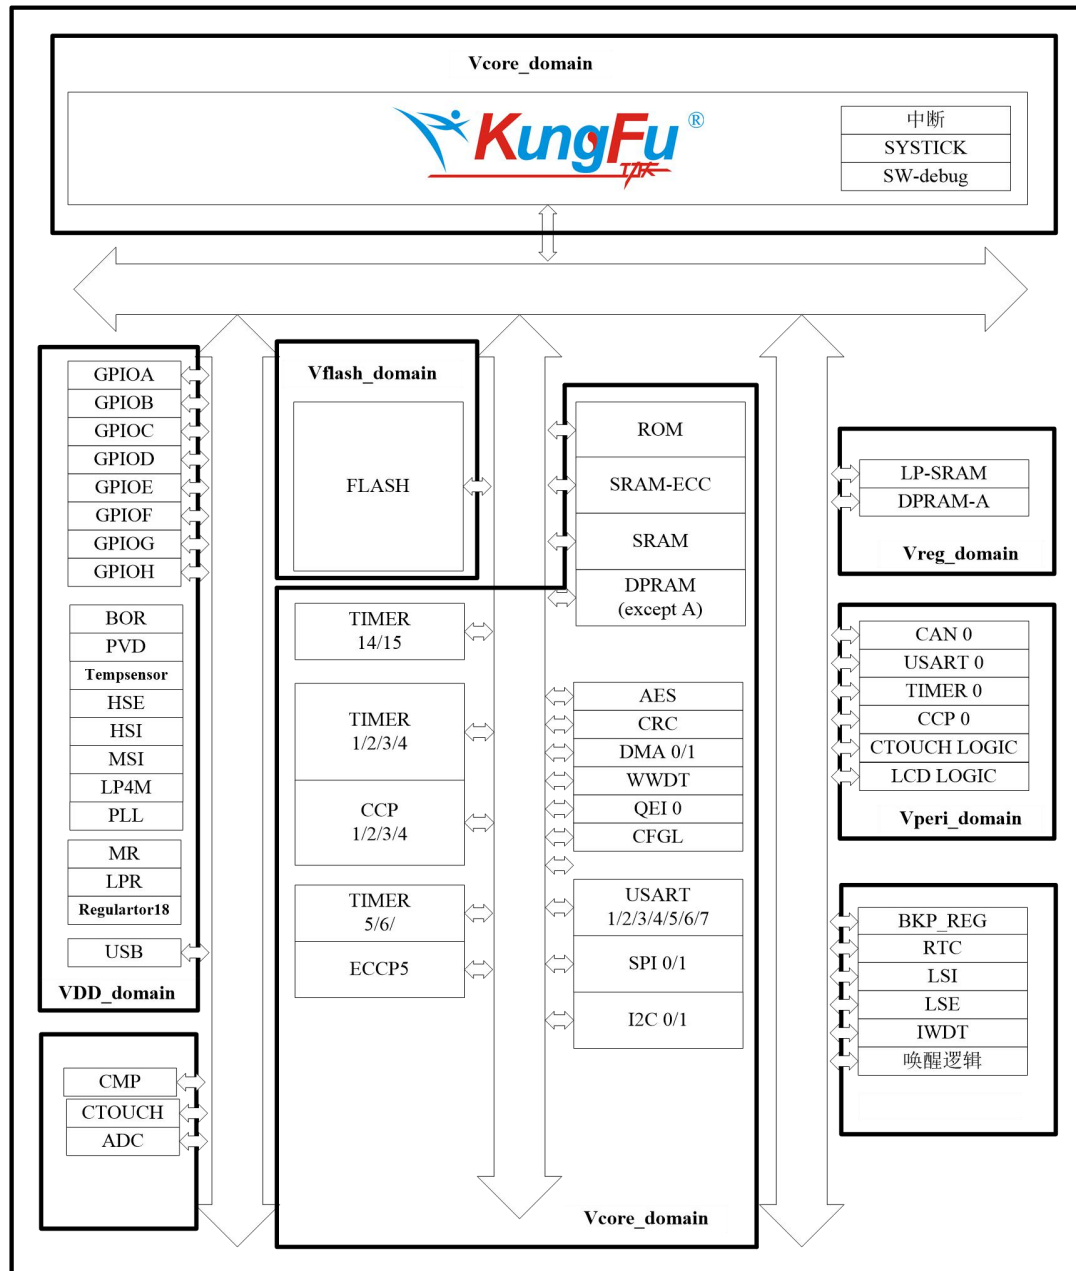 Vcore_domain
KungFu®
功夫
中断
SYSTICK
SW-debug
GPIOA
GPIOB
GPIOC
GPIOD
GPIOE
GPIOF
GPIOG
GPIOH
BOR
PVD
Tempsensor
HSE
HSI
MSI
LP4M
PLL
MR
LPR
Regulartor18
USB
VDD_domain
CMP
CTOUCH
ADC
Vflash_domain
FLASH
TIMER
14/15
TIMER
1/2/3/4
CCP
1/2/3/4
TIMER
5/6/
ECCP5
ROM
SRAM-ECC
SRAM
DPRAM
(except A)
AES
CRC
DMA 0/1
WWDT
QEI 0
CFGL
USART
1/2/3/4/5/6/7
SPI 0/1
I2C 0/1
Vcore_domain
LP-SRAM
DPRAM-A
Vreg_domain
CAN 0
USART 0
TIMER 0
CCP 0
CTOUCH LOGIC
LCD LOGIC
Vperi_domain
BKP_REG
RTC
LSI
LSE
IWDT
唤醒逻辑